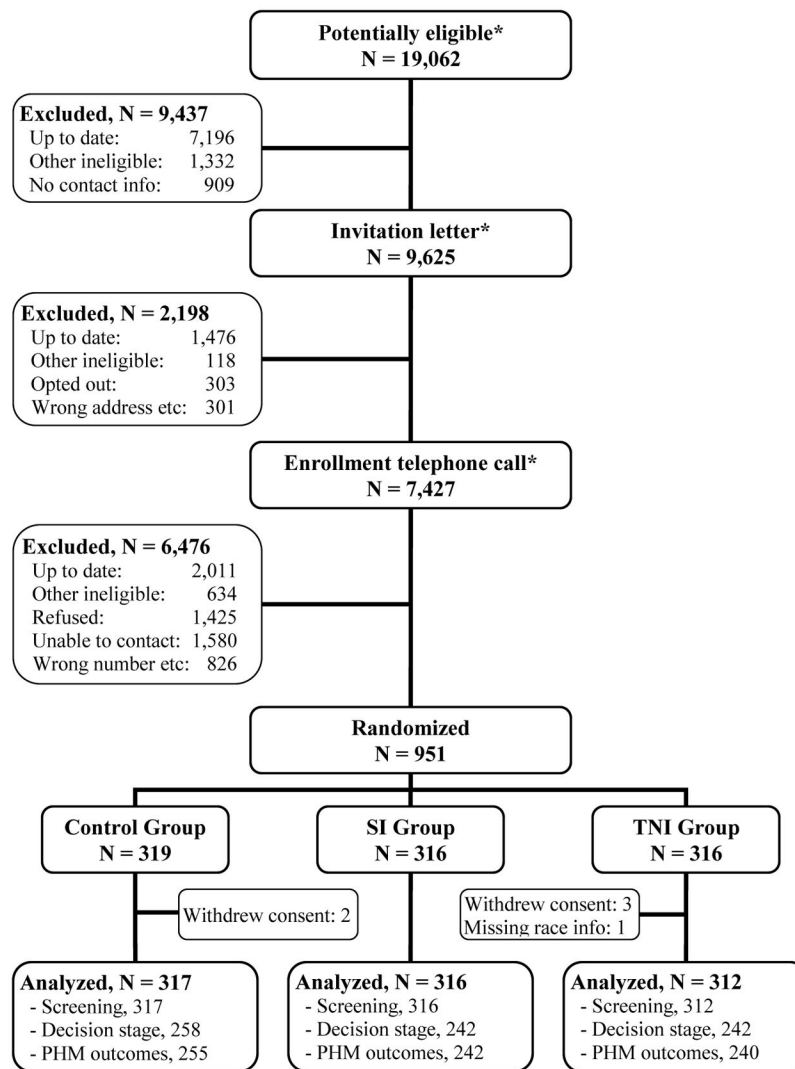 Potentially eligible*
N = 19,062
Excluded, N = 9,437
Up to date: 7,196
Other ineligible: 1,332
No contact info: 909
Invitation letter*
N = 9,625
Excluded, N = 2,198
Up to date: 1,476
Other ineligible: 118
Opted out: 303
Wrong address etc: 301
Enrollment telephone call*
N = 7,427
Excluded, N = 6,476
Up to date: 2,011
Other ineligible: 634
Refused: 1,425
Unable to contact: 1,580
Wrong number etc: 826
Randomized
N = 951
Control Group
N = 319
SI Group
N = 316
TNI Group
N = 316
Withdrew consent: 2
Withdrew consent: 3
Missing race info: 1
Analyzed, N = 317
- Screening, 317
- Decision stage, 258
- PHM outcomes, 255
Analyzed, N = 316
- Screening, 316
- Decision stage, 242
- PHM outcomes, 242
Analyzed, N = 312
- Screening, 312
- Decision stage, 242
- PHM outcomes, 240